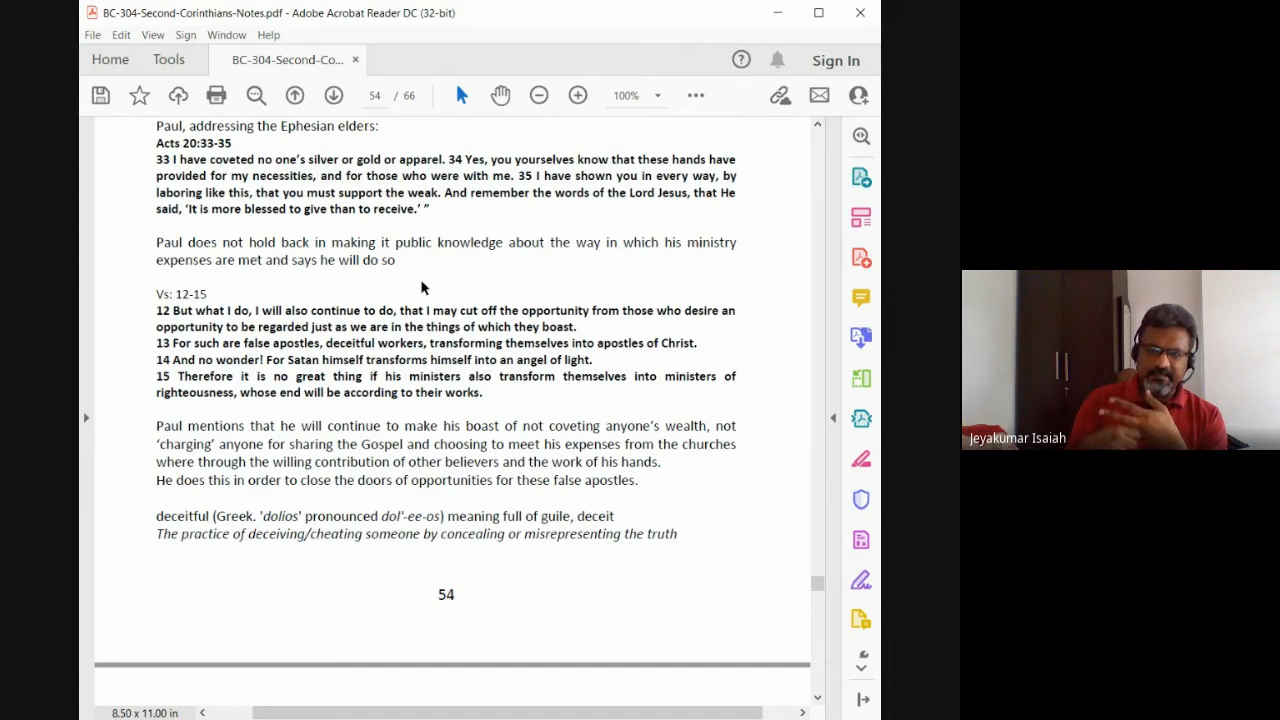 BC-304-Second-Corinthians-Notes.pdf - Adobe Acrobat Reader DC (32-bit)
File Edit View Sign Window Help
Home Tools BC-304-Second-Co... × Sign In
54 / 66 100%
Paul, addressing the Ephesian elders:
Acts 20:33-35
33 I have coveted no one's silver or gold or apparel. 34 Yes, you yourselves know that these hands have
provided for my necessities, and for those who were with me. 35 I have shown you in every way, by
laboring like this, that you must support the weak. And remember the words of the Lord Jesus, that He
said, 'It is more blessed to give than to receive.' ”
Paul does not hold back in making it public knowledge about the way in which his ministry
expenses are met and says he will do so
Vs: 12-15
12 But what I do, I will also continue to do, that I may cut off the opportunity from those who desire an
opportunity to be regarded just as we are in the things of which they boast.
13 For such are false apostles, deceitful workers, transforming themselves into apostles of Christ.
14 And no wonder! For Satan himself transforms himself into an angel of light.
15 Therefore it is no great thing if his ministers also transform themselves into ministers of
righteousness, whose end will be according to their works.
Paul mentions that he will continue to make his boast of not coveting anyone's wealth, not
'charging' anyone for sharing the Gospel and choosing to meet his expenses from the churches
where through the willing contribution of other believers and the work of his hands.
He does this in order to close the doors of opportunities for these false apostles.
deceitful (Greek. 'dolios' pronounced dol'-ee-os) meaning full of guile, deceit
The practice of deceiving/cheating someone by concealing or misrepresenting the truth
54
8.50 x 11.00 in
Jeyakumar Isaiah